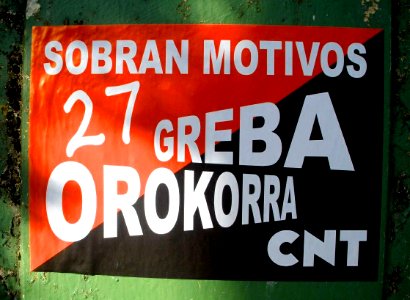 SOBRAN MOTIVOS
27 GREBA
OROKORRA
CNT